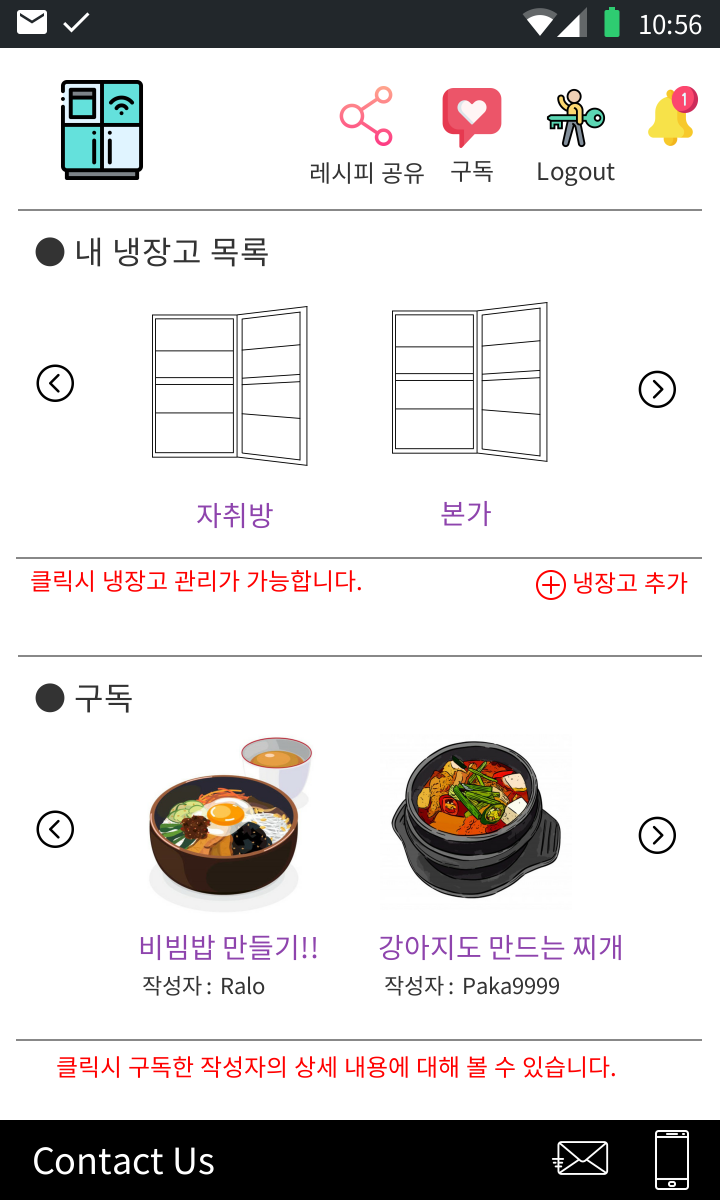 10:56
1
레시피 공유
구독
Logout
내 냉장고 목록
자취방
본가
클릭시 냉장고 관리가 가능합니다.
냉장고 추가
구독
비빔밥 만들기!!
강아지도 만드는 찌개
작성자 : Ralo
작성자 : Paka9999
클릭시 구독한 작성자의 상세 내용에 대해 볼 수 있습니다.
Contact Us